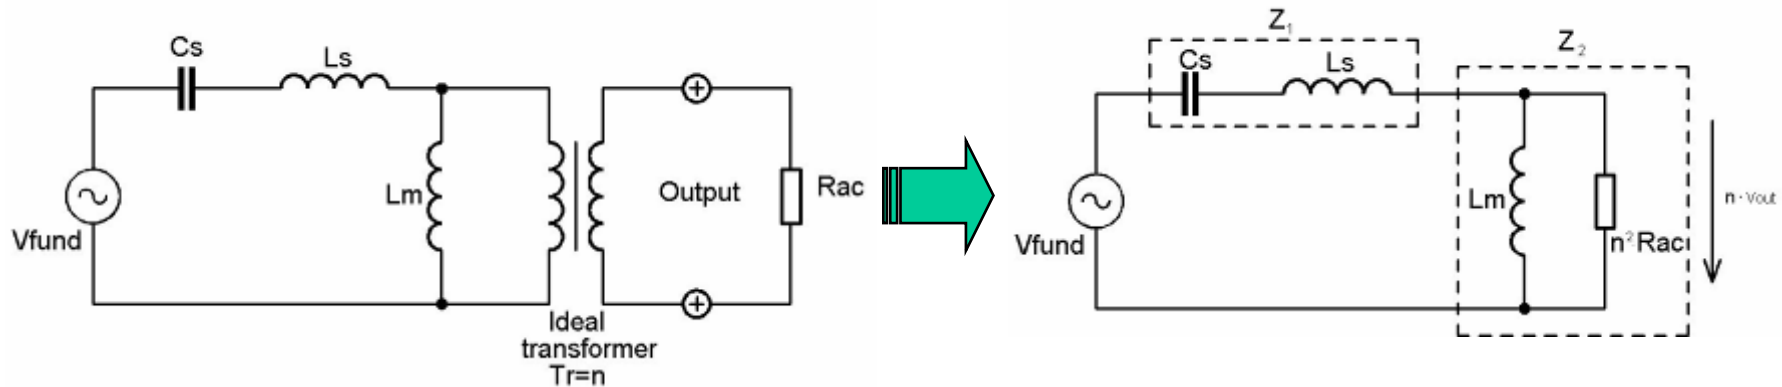 Cs
Ls
Lm
Vfund
Output
Rac
Ideal
transformer
Tr=n
Z₁
Cs
Ls
Z₂
Vfund
Lm
n²Rac
n · Vout